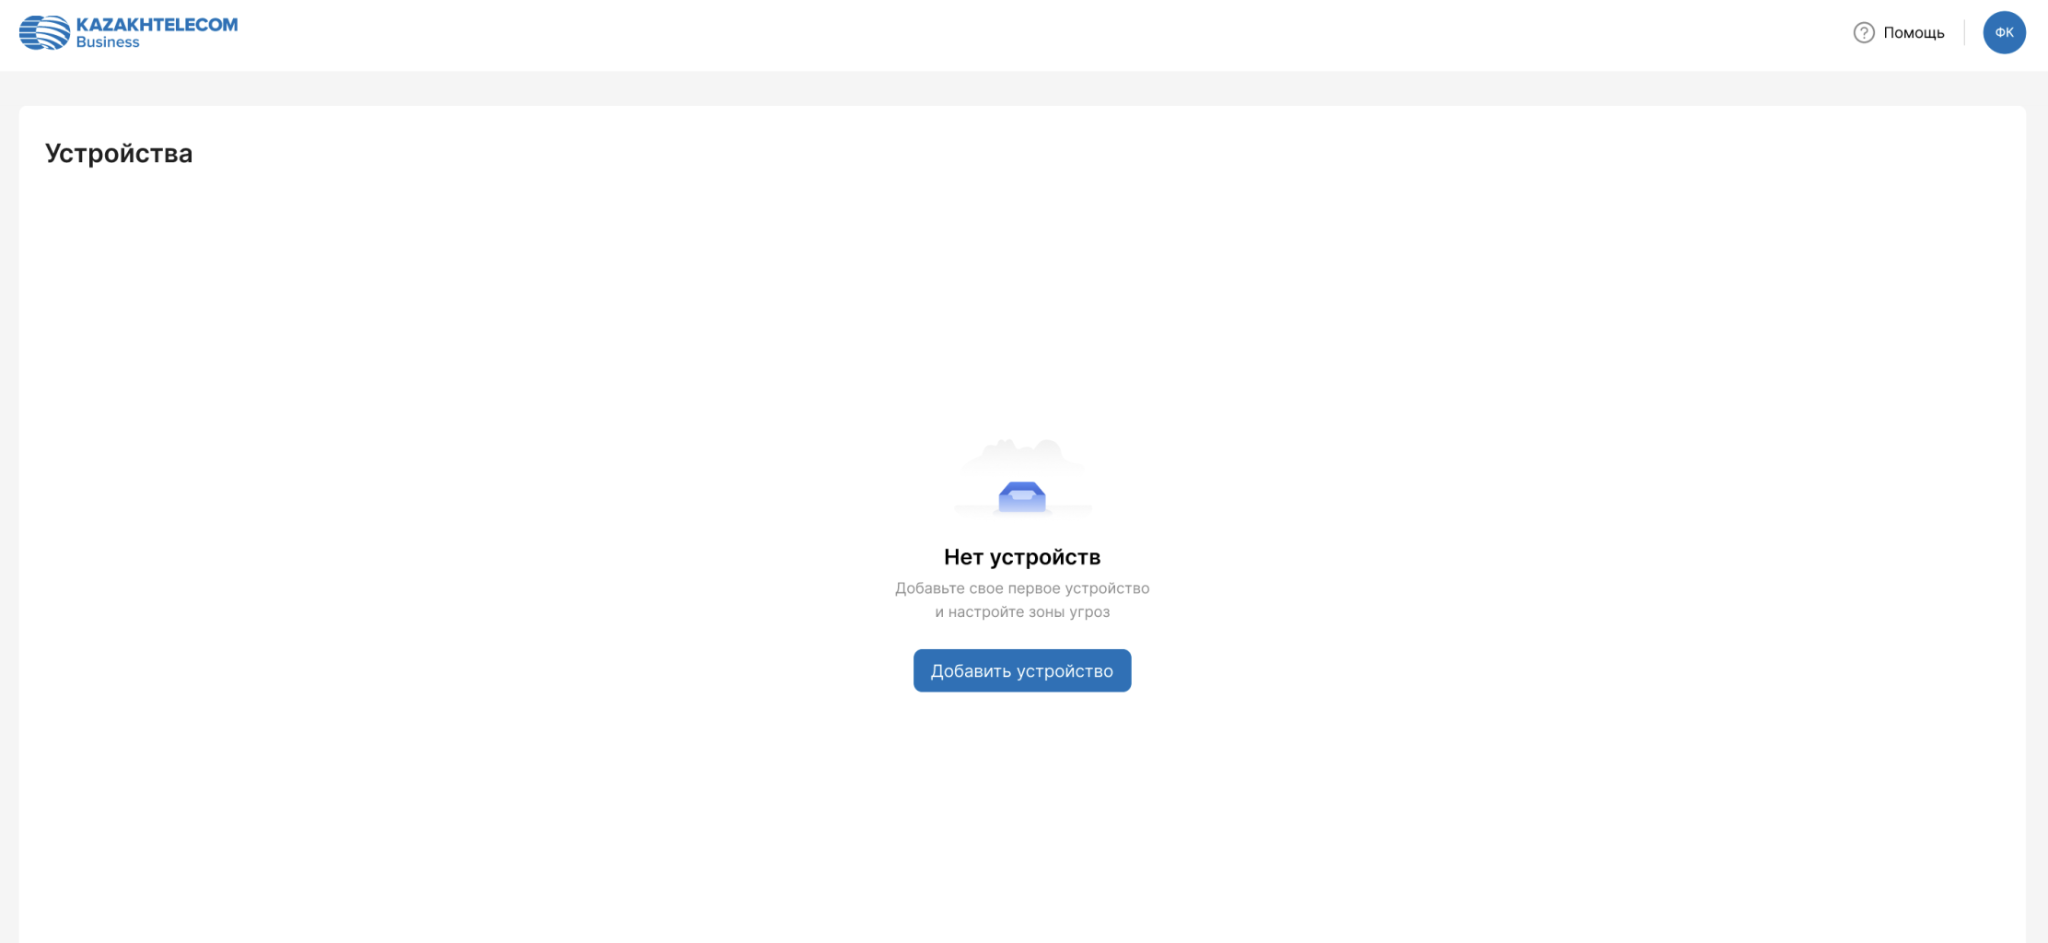 KAZAKHTELECOM
Business
Помощь
ФК
Устройства
Нет устройств
Добавьте свое первое устройство
и настройте зоны угроз
Добавить устройство